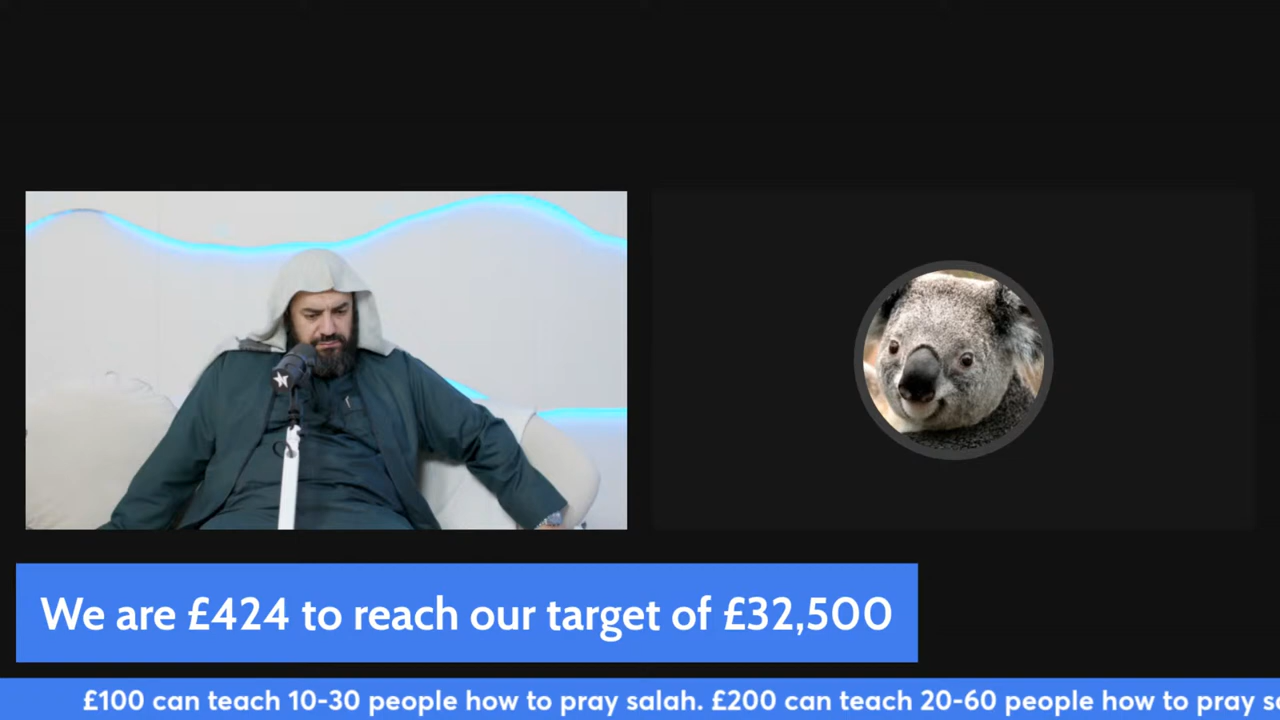 We are £424 to reach our target of £32,500
£100 can teach 10-30 people how to pray salah. £200 can teach 20-60 people how to pray